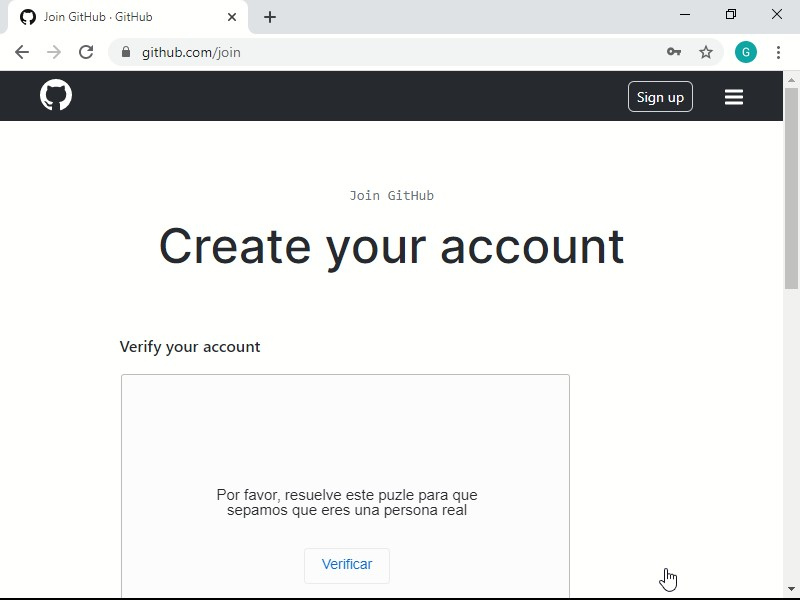 Join GitHub · GitHub
github.com/join
G
Sign up
Join GitHub
Create your account
Verify your account
Por favor, resuelve este puzle para que
sepamos que eres una persona real
Verificar